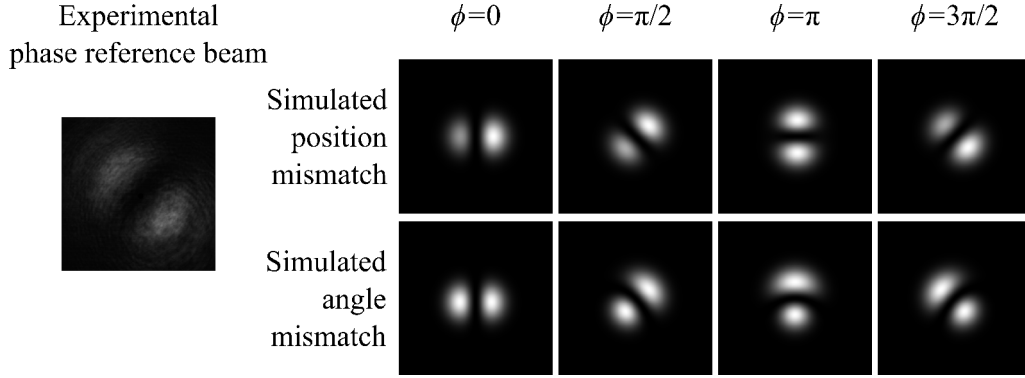 Experimental
phase reference beam
ϕ=0
ϕ=π/2
ϕ=π
ϕ=3π/2
Simulated
position
mismatch
Simulated
angle
mismatch